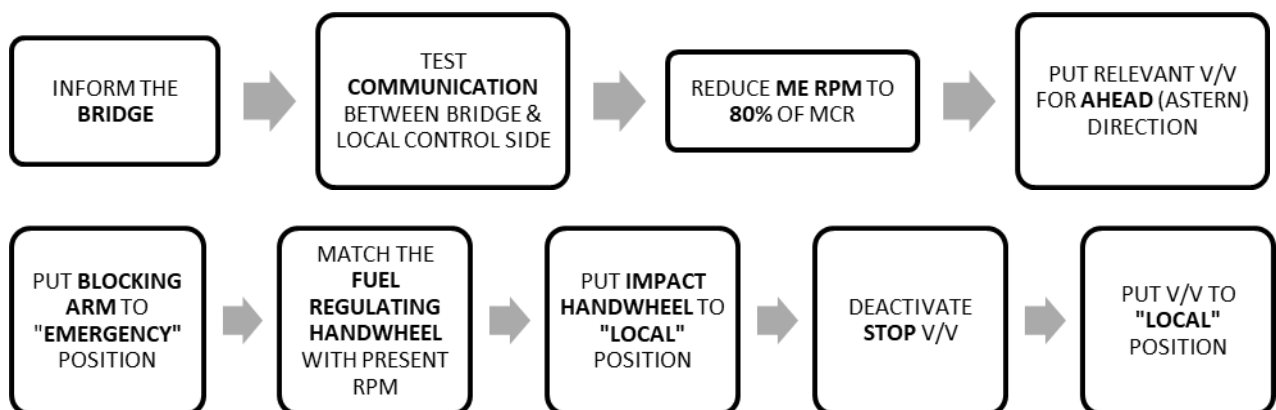 INFORM THE
BRIDGE
TEST
COMMUNICATION
BETWEEN BRIDGE &
LOCAL CONTROL SIDE
REDUCE ME RPM TO
80% OF MCR
PUT RELEVANT V/V
FOR AHEAD (ASTERN)
DIRECTION
PUT BLOCKING
ARM TO
"EMERGENCY"
POSITION
MATCH THE
FUEL
REGULATING
HANDWHEEL
WITH PRESENT
RPM
PUT IMPACT
HANDWHEEL TO
"LOCAL"
POSITION
DEACTIVATE
STOP V/V
PUT V/V TO
"LOCAL"
POSITION